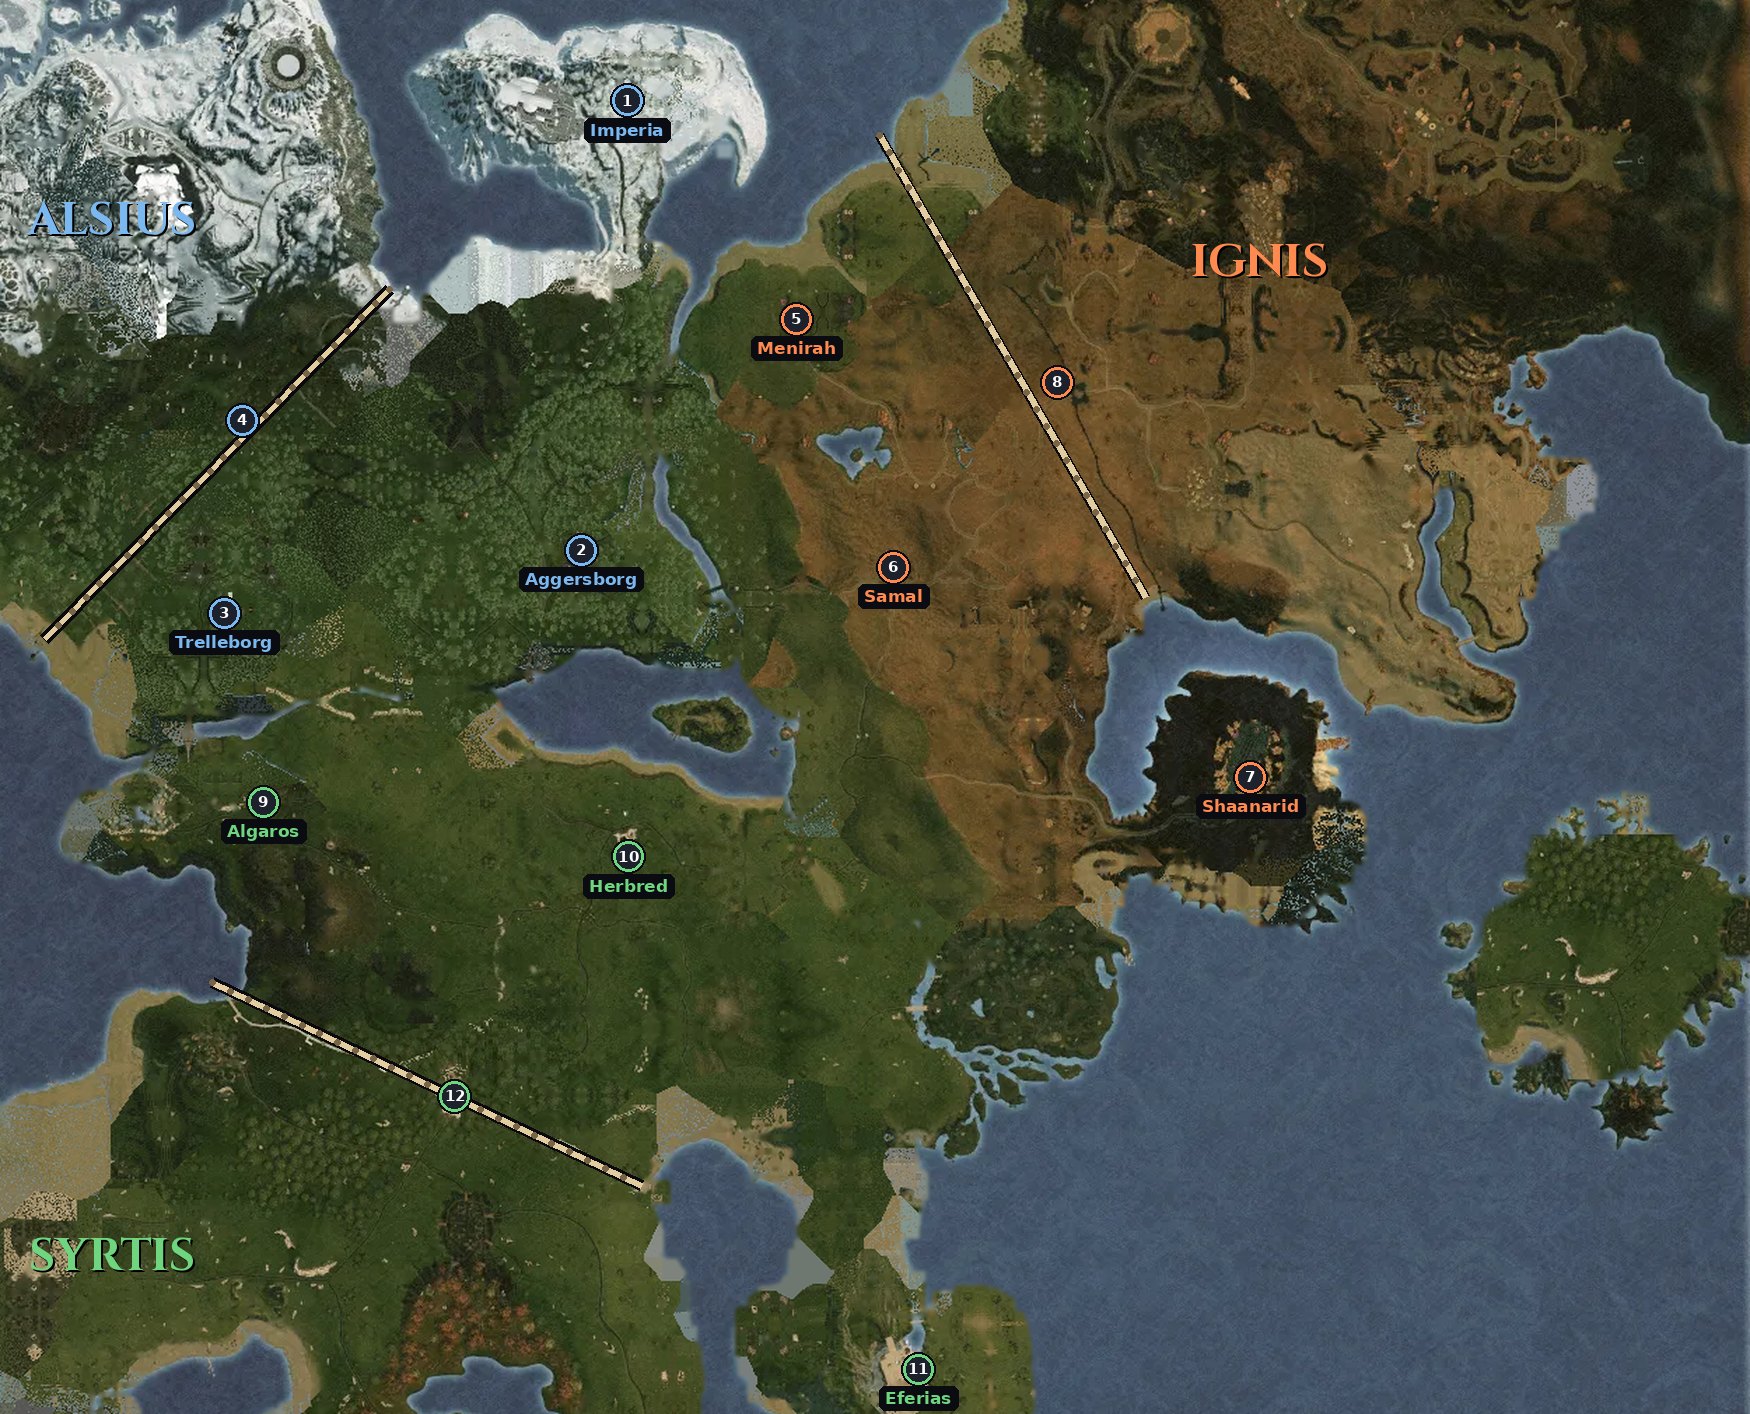 1
Imperia
ALSIUS
IGNIS
5
Menirah
8
4
2
Aggersborg
6
Samal
3
Trelleborg
7
Shaanarid
9
Algaros
10
Herbred
12
SYRTIS
11
Eferias